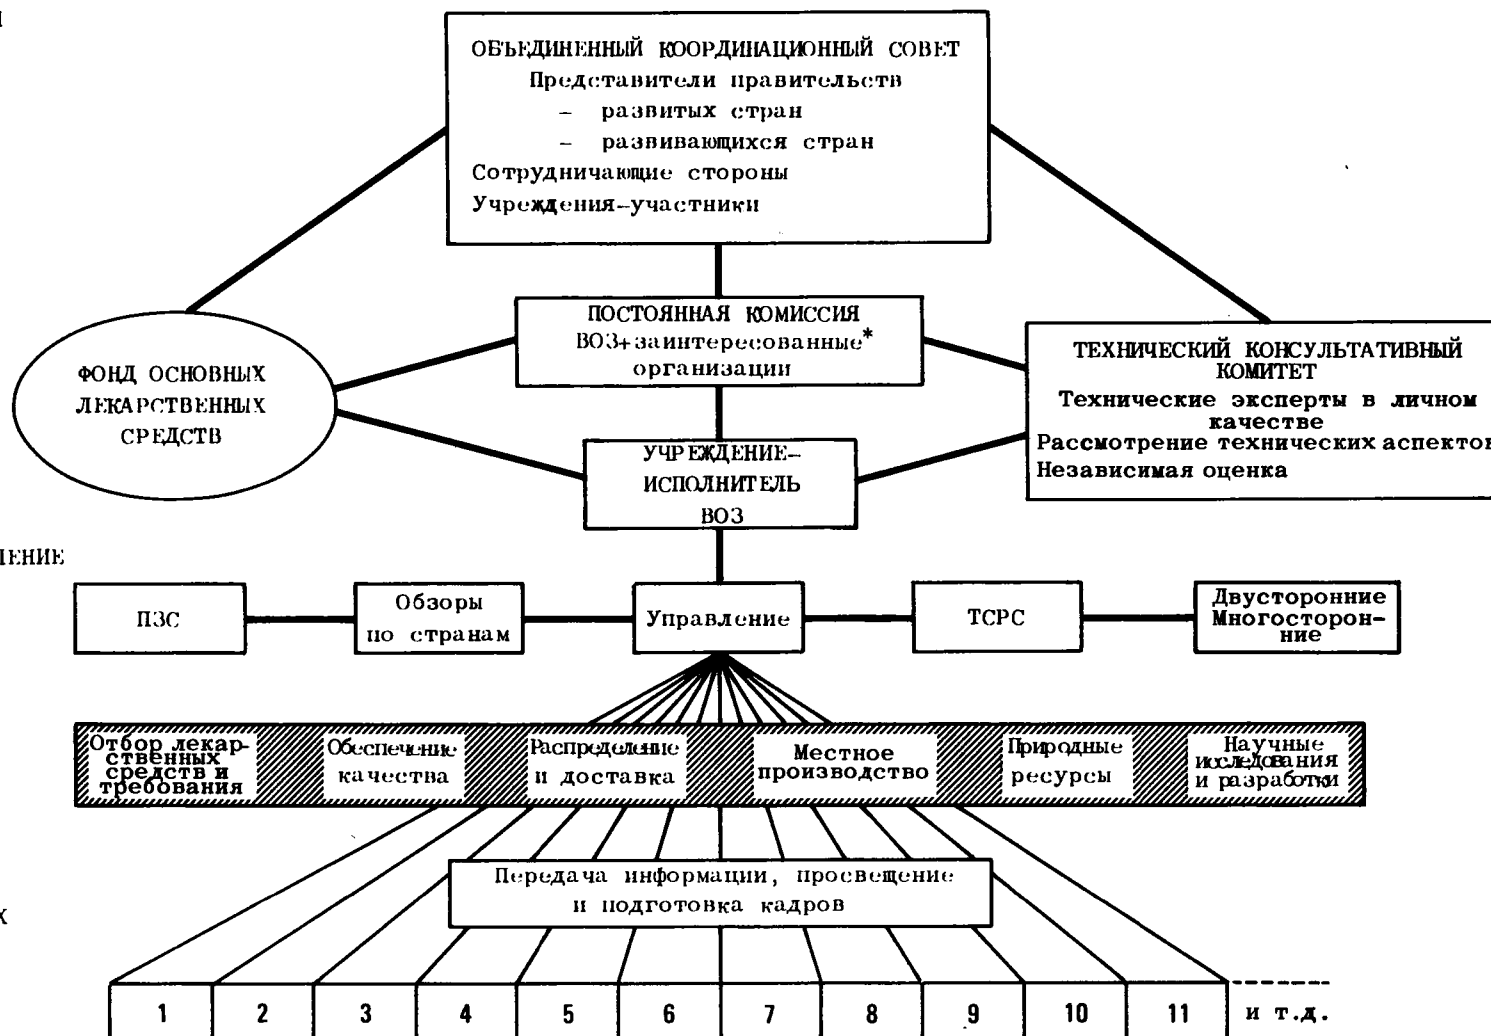 ОБЪЕДИНЕННЫЙ КООРДИНАЦИОННЫЙ СОВЕТ
Представители правительств
– развитых стран
– развивающихся стран
Сотрудничающие стороны
Учреждения-участники
ПОСТОЯННАЯ КОМИССИЯ
ВОЗ+заинтересованные*
организации
ФОНД ОСНОВНЫХ
ЛЕКАРСТВЕННЫХ
СРЕДСТВ
ТЕХНИЧЕСКИЙ КОНСУЛЬТАТИВНЫЙ
КОМИТЕТ
Технические эксперты в личном
качестве
Рассмотрение технических аспектов
Независимая оценка
УЧРЕЖДЕНИЕ-
ИСПОЛНИТЕЛЬ
ВОЗ
ЛЕНИЕ
ПЗС
Обзоры
по странам
Управление
ТСРС
Двусторонние
Многосторон-
ние
Отбор лекар-
ственных
средств и
требования
Обеспечение
качества
Распределение
и доставка
Местное
производство
Природные
ресурсы
Научные
исследования
и разработки
Передача информации, просвещение
и подготовка кадров
Х
1 2 3 4 5 6 7 8 9 10 11 и т.д.